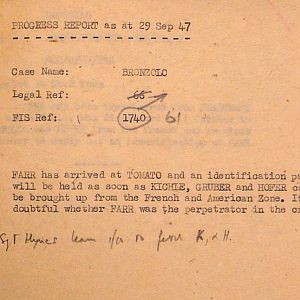 PROGRESS REPORT as at 29 Sep 47
Case Name: BRONZOLO
Legal Ref: 66
FIS Ref: 1740 61
FARR has arrived at TOMATO and an identification pa
will be held as soon as KICHLE, GRUBER and HOFER c
be brought up from the French and American Zone. It
doubtful whether FARR was the perpetrator in the cr
Sgt